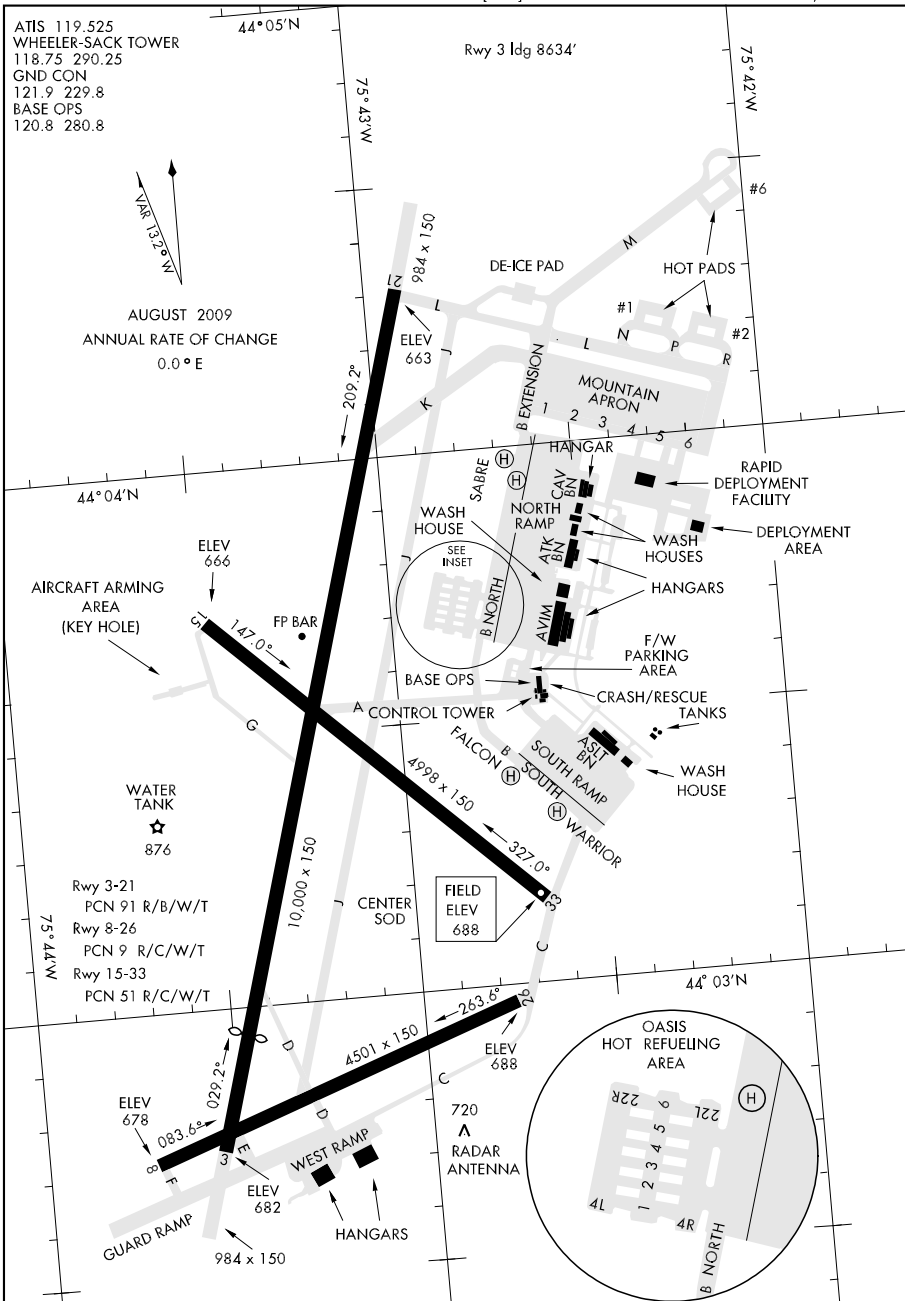 ATIS 119.525
WHEELER-SACK TOWER
118.75 290.25
GND CON
121.9 229.8
BASE OPS
120.8 280.8
44°05'N
Rwy 3 ldg 8634'
75°43'W
75°42'W
VAR 13.2° W
AUGUST 2009
ANNUAL RATE OF CHANGE
0.0° E
984 x 150
21
L
ELEV
663
J
209.2°
K
DE-ICE PAD
M
#6
HOT PADS
#1
#2
N
P
R
L
B EXTENSION
MOUNTAIN
APRON
1 2 3 4 5 6
44°04'N
HANGAR
SABRE
H
H
CAV
BN
NORTH
RAMP
RAPID
DEPLOYMENT
FACILITY
WASH
HOUSE
ATK
BN
WASH
HOUSES
DEPLOYMENT
AREA
SEE
INSET
B NORTH
J
HANGARS
AVIM
ELEV
666
AIRCRAFT ARMING
AREA
(KEY HOLE)
15
147.0°
FP BAR
F/W
PARKING
AREA
BASE OPS
CRASH/RESCUE
A
CONTROL TOWER
TANKS
G
FALCON
H
B
SOUTH
SOUTH RAMP
ASLT
BN
WASH
HOUSE
H
WARRIOR
4998 x 150
327.0°
33
WATER
TANK
876
10,000 x 150
J
CENTER
SOD
FIELD
ELEV
688
C
75°44'W
Rwy 3-21
PCN 91 R/B/W/T
Rwy 8-26
PCN 9 R/C/W/T
Rwy 15-33
PCN 51 R/C/W/T
44°03'N
263.6°
26
4501 x 150
ELEV
688
C
D
D
029.2°
ELEV
678
083.6°
8
F
3
E
ELEV
682
WEST RAMP
HANGARS
GUARD RAMP
984 x 150
720
RADAR
ANTENNA
OASIS
HOT REFUELING
AREA
H
22R
22L
1 2 3 4 5 6
4L
4R
B NORTH